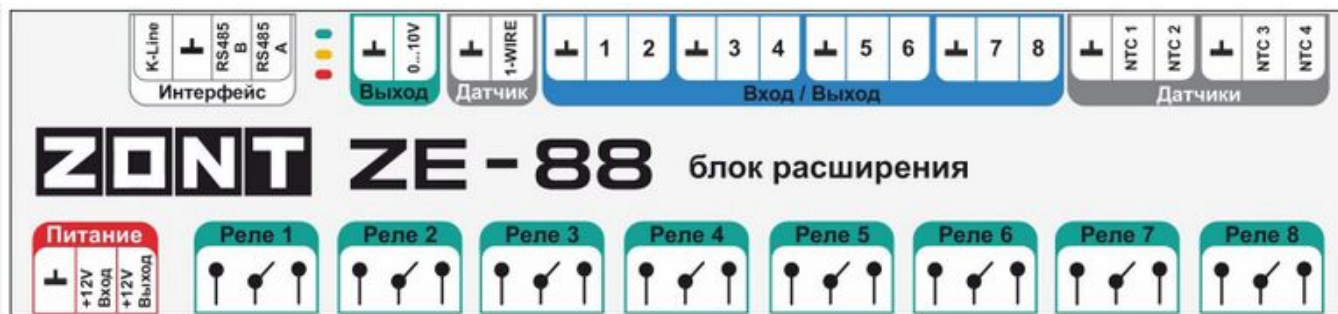 K-Line RS485 B RS485 A 0...10V 1-WIRE 1 2 3 4 5 6 7 8 NTC 1 NTC 2 NTC 3 NTC 4
Интерфейс Выход Датчик Вход / Выход Датчики
ZONT ZE-88 блок расширения
Питание Реле 1 Реле 2 Реле 3 Реле 4 Реле 5 Реле 6 Реле 7 Реле 8
+12V Вход +12V Выход